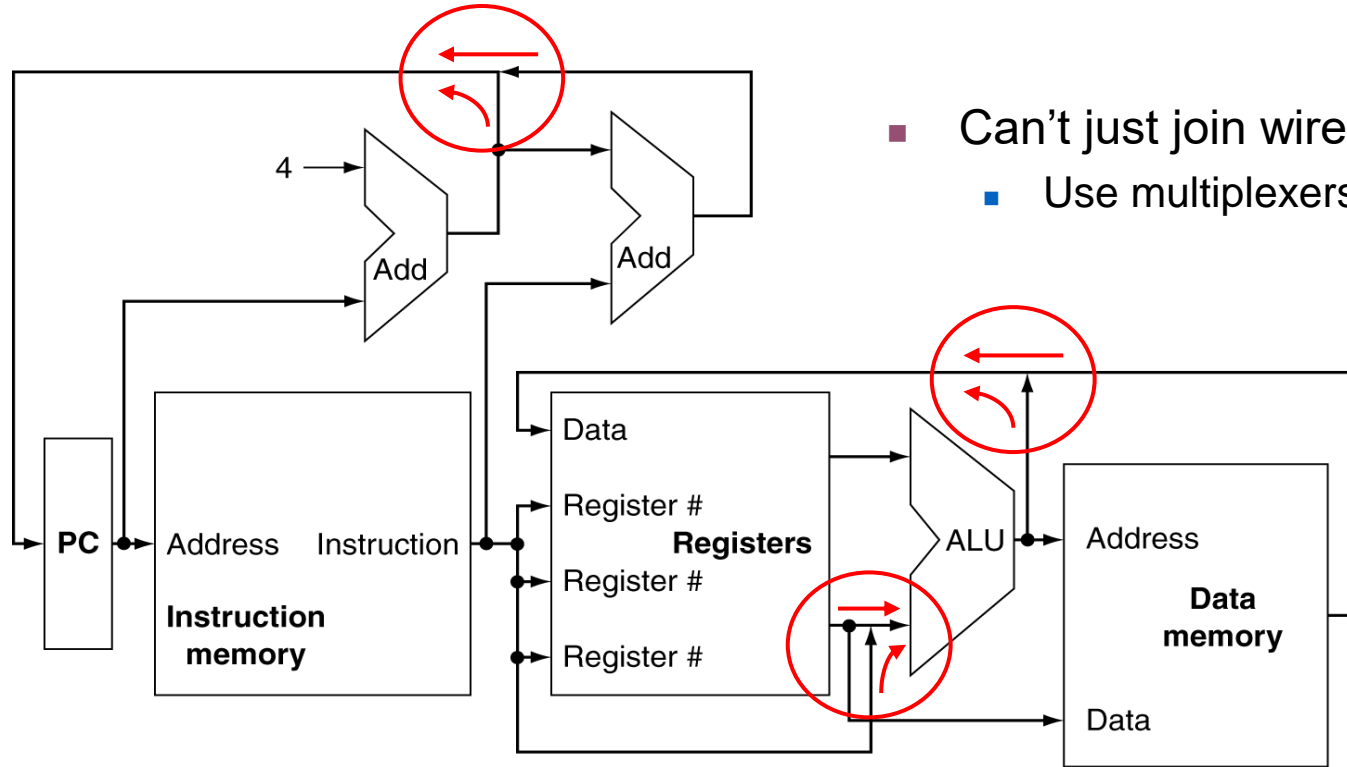 Can't just join wire
Use multiplexers
4
Add
Add
Data
Register #
PC
Address
Instruction
Registers
ALU
Address
Register #
Instruction
memory
Data
memory
Register #
Data